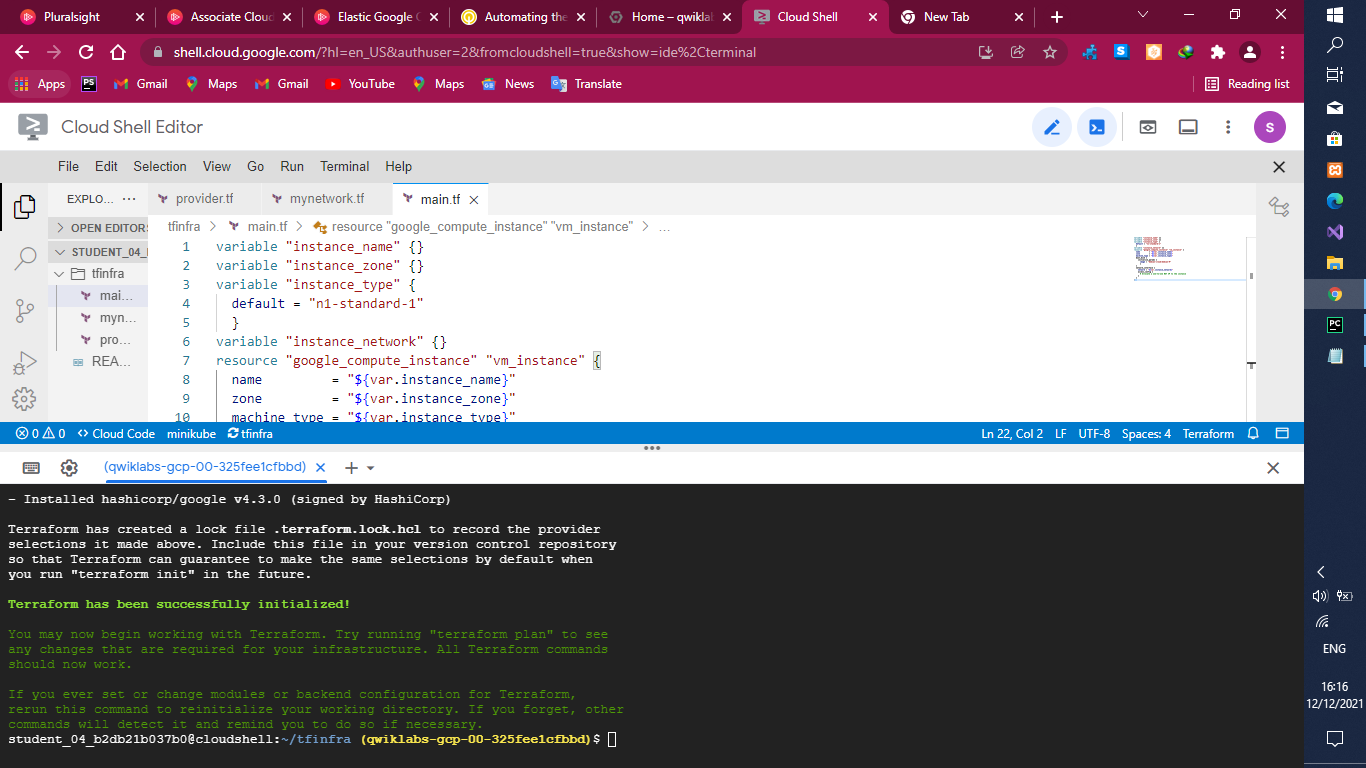 Pluralsight
Associate Clou
Elastic Google C
Automating the
Home – qwikla
Cloud Shell
New Tab
shell.cloud.google.com/?hl=en_US&authuser=2&fromcloudshell=true&show=ide%2Cterminal
Apps
PS
Gmail
Maps
Gmail
YouTube
Maps
News
Translate
Reading list
Cloud Shell Editor
S
File Edit Selection View Go Run Terminal Help
EXPLO...
provider.tf
mynetwork.tf
main.tf
OPEN EDITOR
tfinfra > main.tf > resource "google_compute_instance" "vm_instance" > ...
STUDENT_04_
tfinfra
mai...
myn...
pro...
REA...
1 variable "instance_name" {}
2 variable "instance_zone" {}
3 variable "instance_type" {
4 default = "n1-standard-1"
5 }
6 variable "instance_network" {}
7 resource "google_compute_instance" "vm_instance" {
8 name = "${var.instance_name}"
9 zone = "${var.instance_zone}"
10 machine_type = "${var.instance_type}"
0 0 Cloud Code minikube tfinfra
Ln 22, Col 2 LF UTF-8 Spaces: 4 Terraform
(qwiklabs-gcp-00-325fee1cfbbd)
- Installed hashicorp/google v4.3.0 (signed by HashiCorp)
Terraform has created a lock file .terraform.lock.hcl to record the provider
selections it made above. Include this file in your version control repository
so that Terraform can guarantee to make the same selections by default when
you run "terraform init" in the future.
Terraform has been successfully initialized!
You may now begin working with Terraform. Try running "terraform plan" to see
any changes that are required for your infrastructure. All Terraform commands
should now work.
If you ever set or change modules or backend configuration for Terraform,
rerun this command to reinitialize your working directory. If you forget, other
commands will detect it and remind you to do so if necessary.
student_04_b2db21b037b0@cloudshell:~/tfinfra (qwiklabs-gcp-00-325fee1cfbbd)$
PC
ENG
16:16
12/12/2021